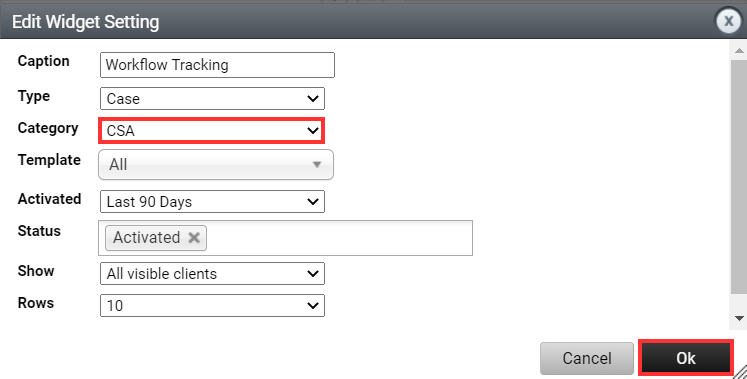 Edit Widget Setting x
Caption Workflow Tracking
Type Case
Category CSA
Template All
Activated Last 90 Days
Status Activated
Show All visible clients
Rows 10
Cancel Ok